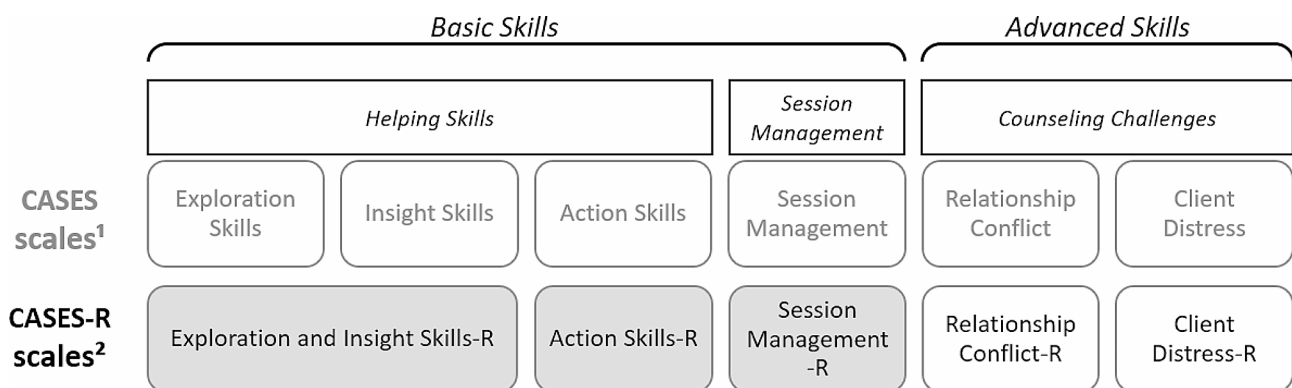 Basic Skills
Advanced Skills
Helping Skills
Session
Management
Counseling Challenges
CASES
scales¹
Exploration
Skills
Insight Skills
Action Skills
Session
Management
Relationship
Conflict
Client
Distress
CASES-R
scales²
Exploration and Insight Skills-R
Action Skills-R
Session
Management
-R
Relationship
Conflict-R
Client
Distress-R